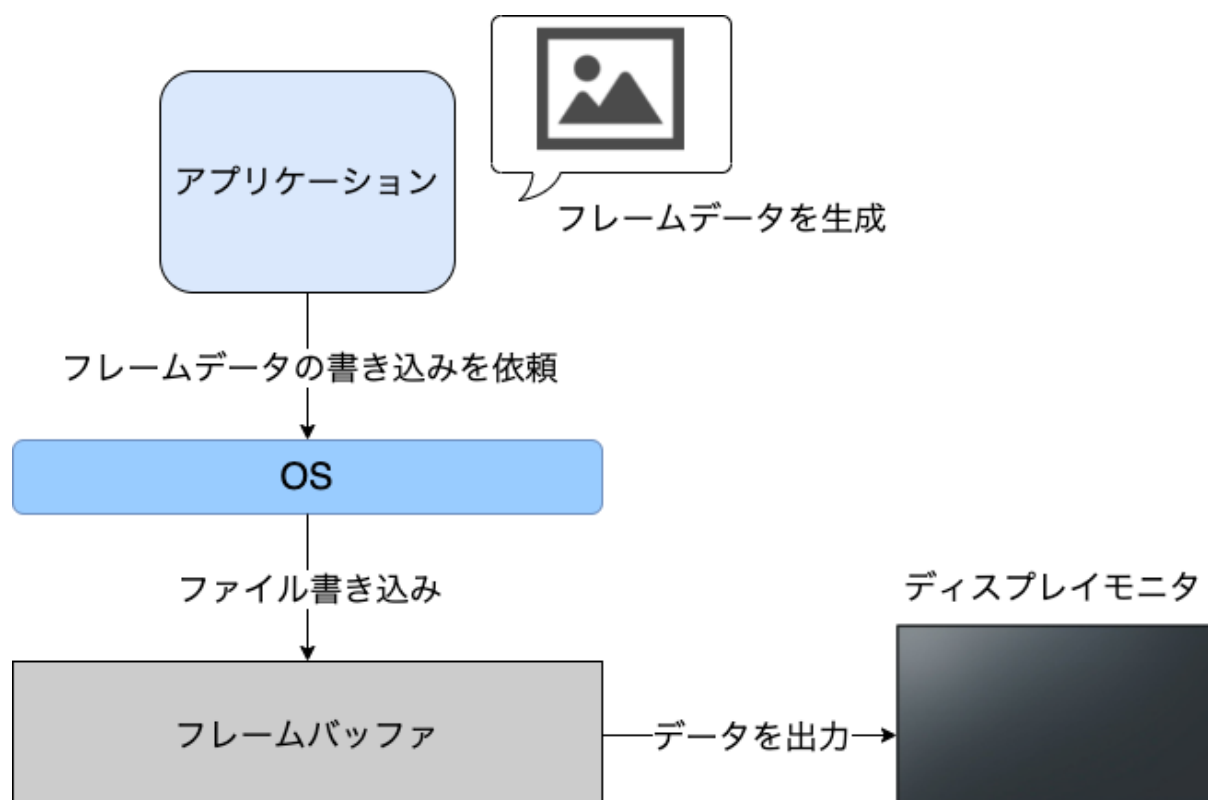 アプリケーション
フレームデータを生成
フレームデータの書き込みを依頼
OS
ファイル書き込み
ディスプレイモニタ
フレームバッファ
データを出力